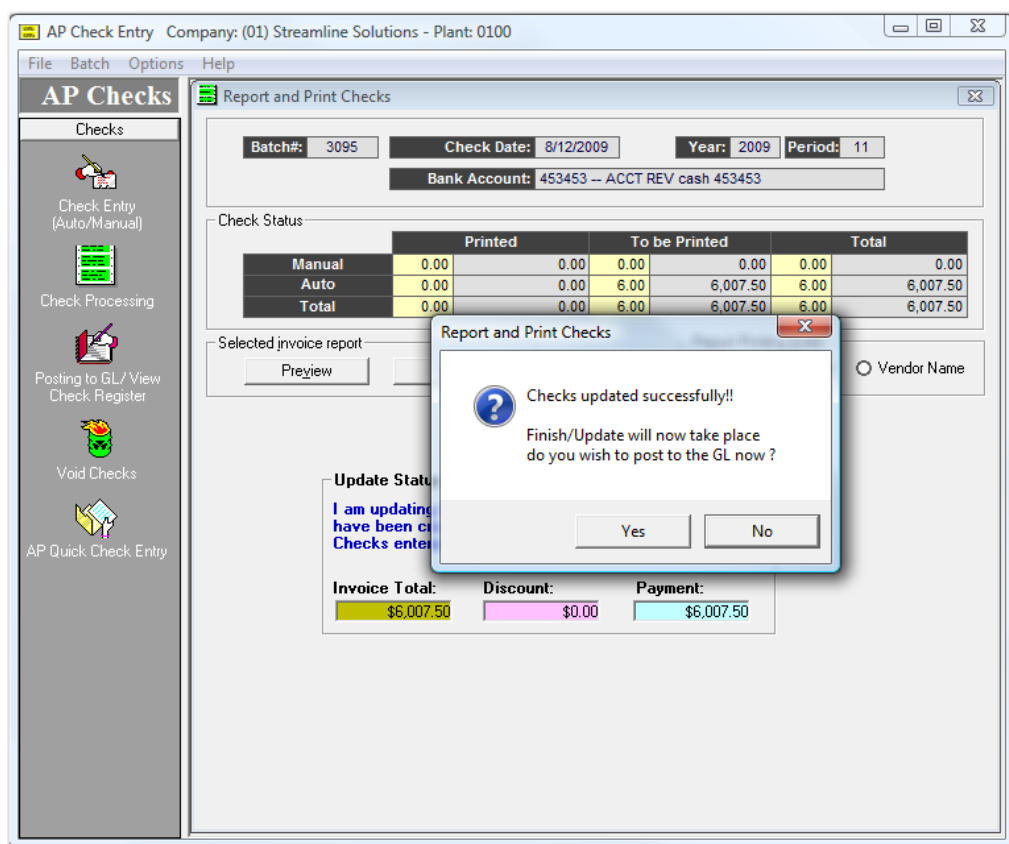 AP Check Entry Company: (01) Streamline Solutions - Plant: 0100
File Batch Options Help
AP Checks
Checks
Check Entry
(Auto/Manual)
Check Processing
Posting to GL/ View
Check Register
Void Checks
AP Quick Check Entry
Report and Print Checks
Batch#: 3095 Check Date: 8/12/2009 Year: 2009 Period: 11
Bank Account: 453453 -- ACCT REV cash 453453
Check Status
Printed To be Printed Total
Manual 0.00 0.00 0.00 0.00 0.00 0.00
Auto 0.00 0.00 6.00 6,007.50 6.00 6,007.50
Total 0.00 0.00 6.00 6,007.50 6.00 6,007.50
Selected invoice report
Preview
Vendor Name
Report and Print Checks
Checks updated successfully!!
Finish/Update will now take place
do you wish to post to the GL now ?
Yes No
Update Statu
I am updating
have been c
Checks ente
Invoice Total: Discount: Payment:
$6,007.50 $0.00 $6,007.50